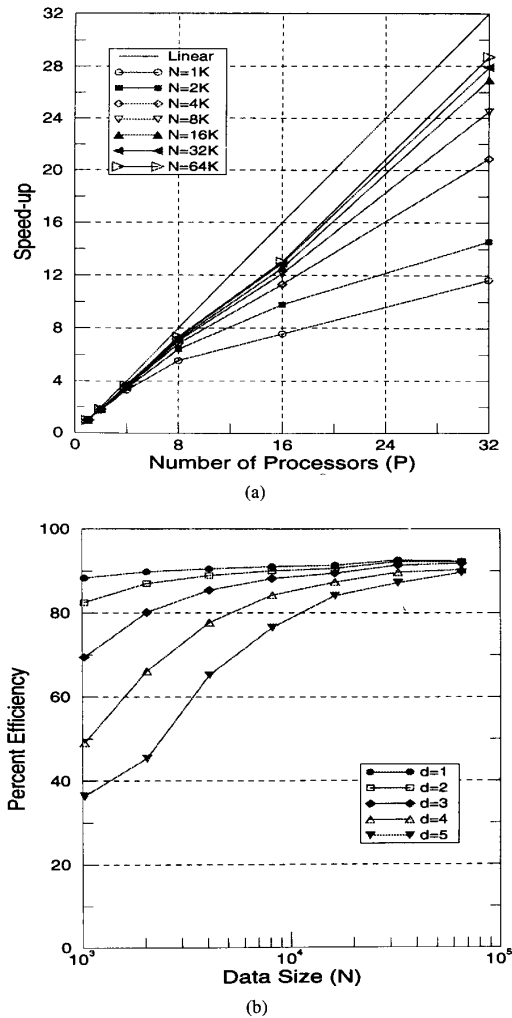 32
28
24
20
16
12
8
4
0
Speed-up
Linear
N=1K
N=2K
N=4K
N=8K
N=16K
N=32K
N=64K
0 8 16 24 32
Number of Processors (P)
(a)
100
80
60
40
20
0
Percent Efficiency
d=1
d=2
d=3
d=4
d=5
10³ 10⁴ 10⁵
Data Size (N)
(b)